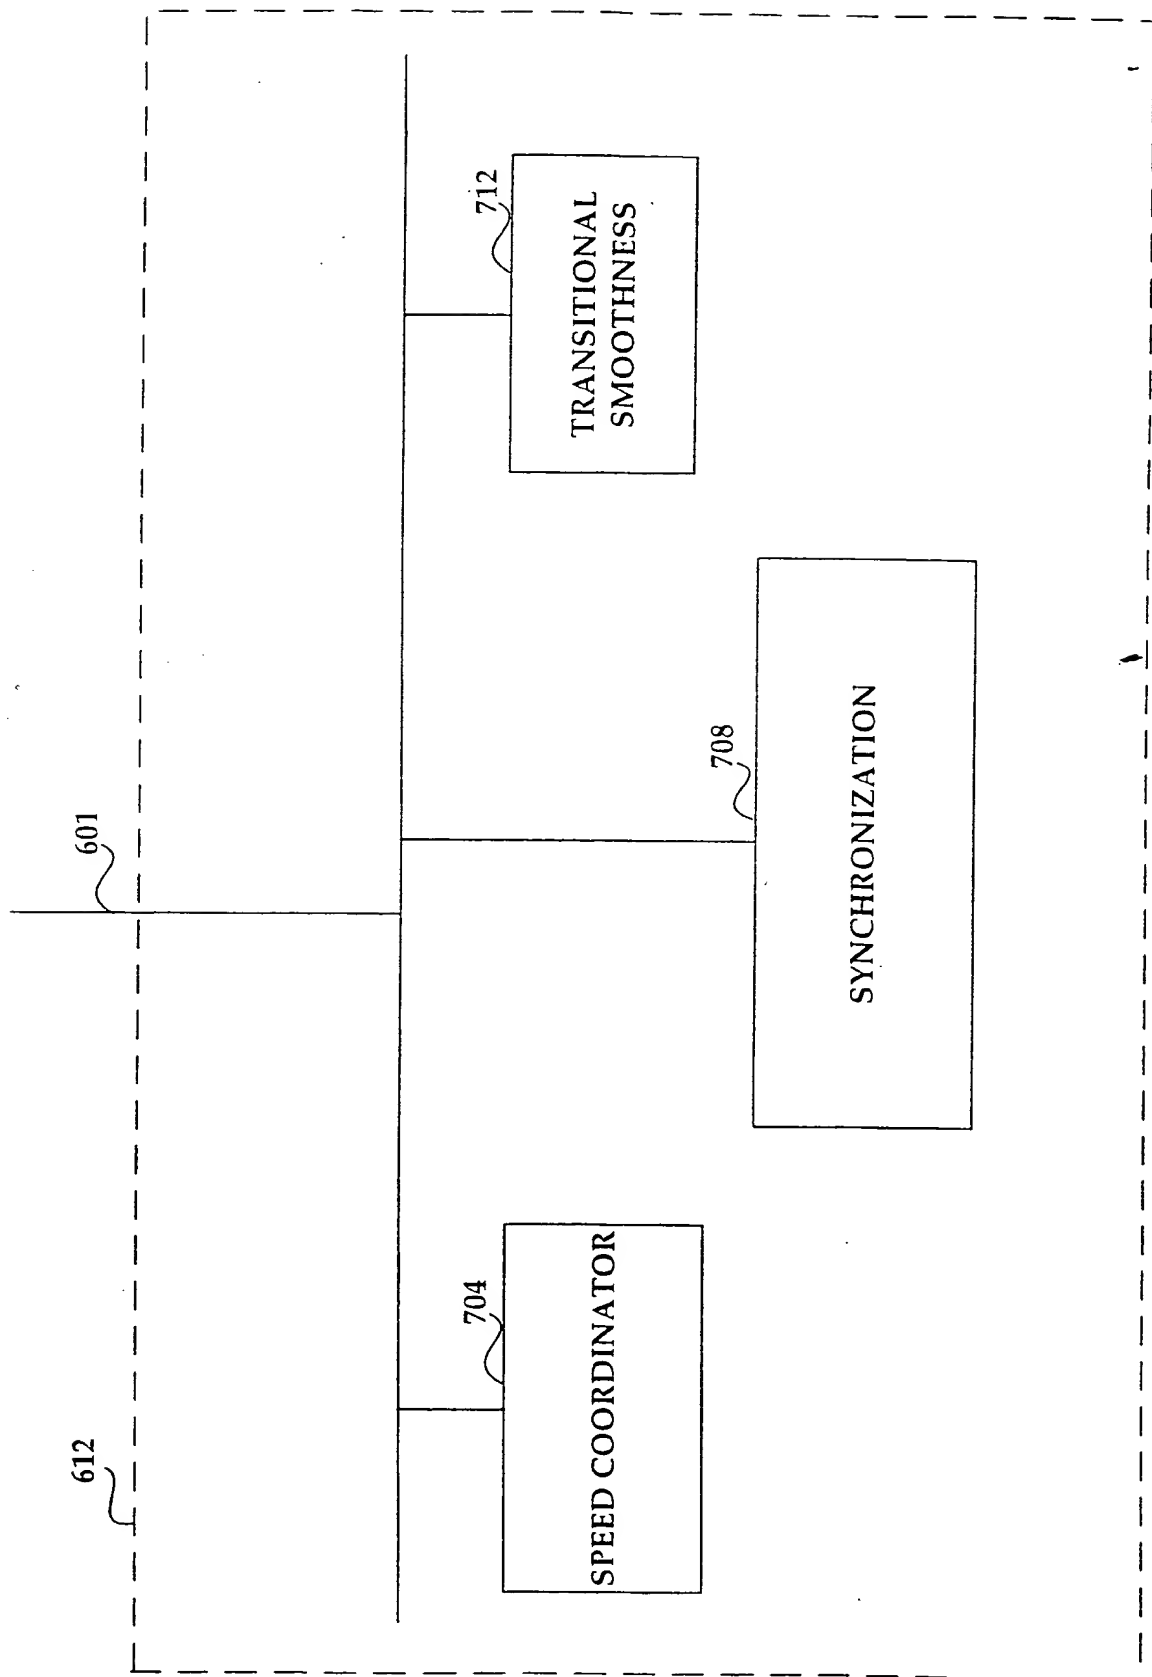 612
601
704
SPEED COORDINATOR
708
SYNCHRONIZATION
712
TRANSITIONAL
SMOOTHNESS